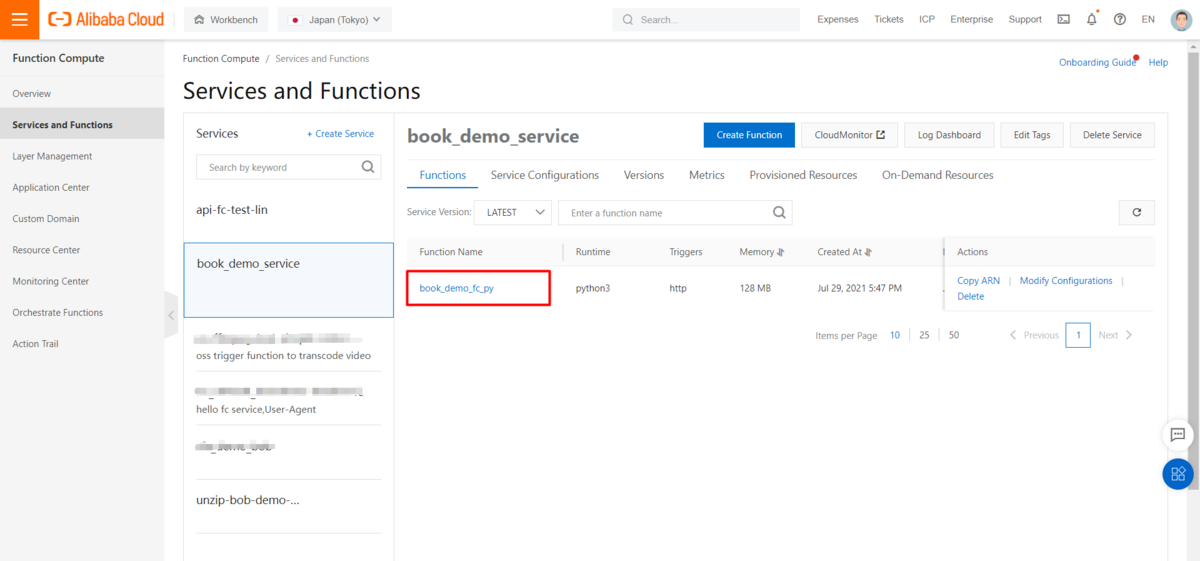 Alibaba Cloud
Workbench
Japan (Tokyo)
Search...
Expenses
Tickets
ICP
Enterprise
Support
EN
Function Compute
Overview
Services and Functions
Layer Management
Application Center
Custom Domain
Resource Center
Monitoring Center
Orchestrate Functions
Action Trail
Function Compute / Services and Functions
Onboarding Guide
Help
Services and Functions
Services
+ Create Service
Search by keyword
api-fc-test-lin
book_demo_service
oss trigger function to transcode video
hello fc service,User-Agent
unzip-bob-demo-...
book_demo_service
Create Function
CloudMonitor
Log Dashboard
Edit Tags
Delete Service
Functions
Service Configurations
Versions
Metrics
Provisioned Resources
On-Demand Resources
Service Version:
LATEST
Enter a function name
Function Name
Runtime
Triggers
Memory
Created At
Actions
book_demo_fc_py
python3
http
128 MB
Jul 29, 2021 5:47 PM
Copy ARN | Modify Configurations |
Delete
Items per Page 10 | 25 | 50
Previous
1
Next